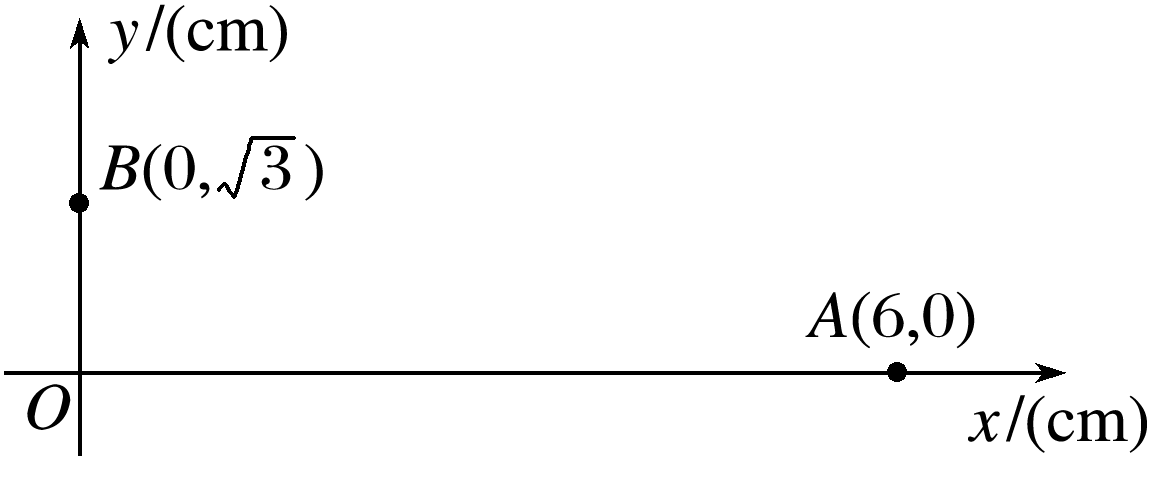 y/(cm)
B(0,√3)
A(6,0)
O
x/(cm)